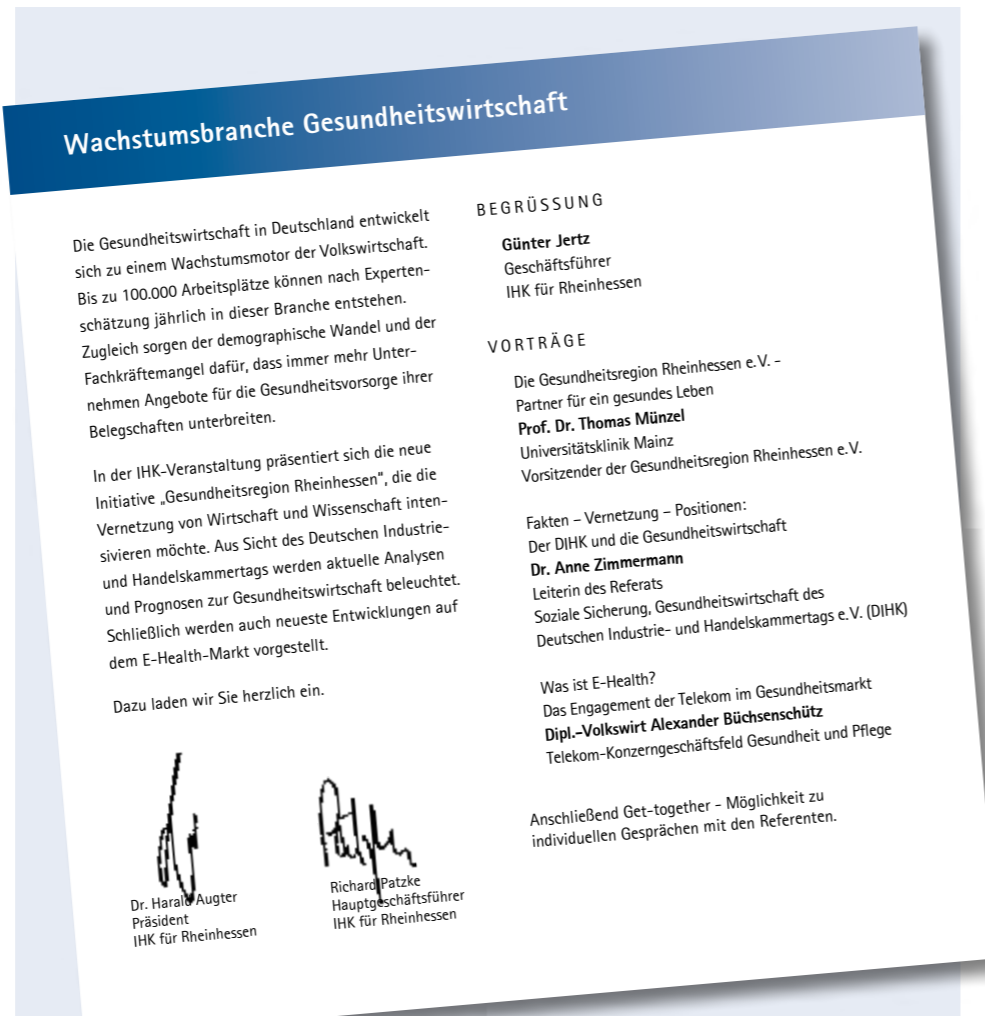 Wachstumsbranche Gesundheitswirtschaft
Die Gesundheitswirtschaft in Deutschland entwickelt
sich zu einem Wachstumsmotor der Volkswirtschaft.
Bis zu 100.000 Arbeitsplätze können nach Experten-
schätzung jährlich in dieser Branche entstehen.
Zugleich sorgen der demographische Wandel und der
Fachkräftemangel dafür, dass immer mehr Unter-
nehmen Angebote für die Gesundheitsvorsorge ihrer
Belegschaften unterbreiten.
In der IHK-Veranstaltung präsentiert sich die neue
Initiative „Gesundheitsregion Rheinhessen", die die
Vernetzung von Wirtschaft und Wissenschaft inten-
sivieren möchte. Aus Sicht des Deutschen Industrie-
und Handelskammertags werden aktuelle Analysen
und Prognosen zur Gesundheitswirtschaft beleuchtet.
Schließlich werden auch neueste Entwicklungen auf
dem E-Health-Markt vorgestellt.
Dazu laden wir Sie herzlich ein.
Dr. Harald Augter
Präsident
IHK für Rheinhessen
Richard Patzke
Hauptgeschäftsführer
IHK für Rheinhessen
BEGRÜSSUNG
Günter Jertz
Geschäftsführer
IHK für Rheinhessen
VORTRÄGE
Die Gesundheitsregion Rheinhessen e.V. –
Partner für ein gesundes Leben
Prof. Dr. Thomas Münzel
Universitätsklinik Mainz
Vorsitzender der Gesundheitsregion Rheinhessen e.V.
Fakten – Vernetzung – Positionen:
Der DIHK und die Gesundheitswirtschaft
Dr. Anne Zimmermann
Leiterin des Referats
Soziale Sicherung, Gesundheitswirtschaft des
Deutschen Industrie- und Handelskammertags e.V. (DIHK)
Was ist E-Health?
Das Engagement der Telekom im Gesundheitsmarkt
Dipl.-Volkswirt Alexander Büchsenschütz
Telekom-Konzerngeschäftsfeld Gesundheit und Pflege
Anschließend Get-together - Möglichkeit zu
individuellen Gesprächen mit den Referenten.